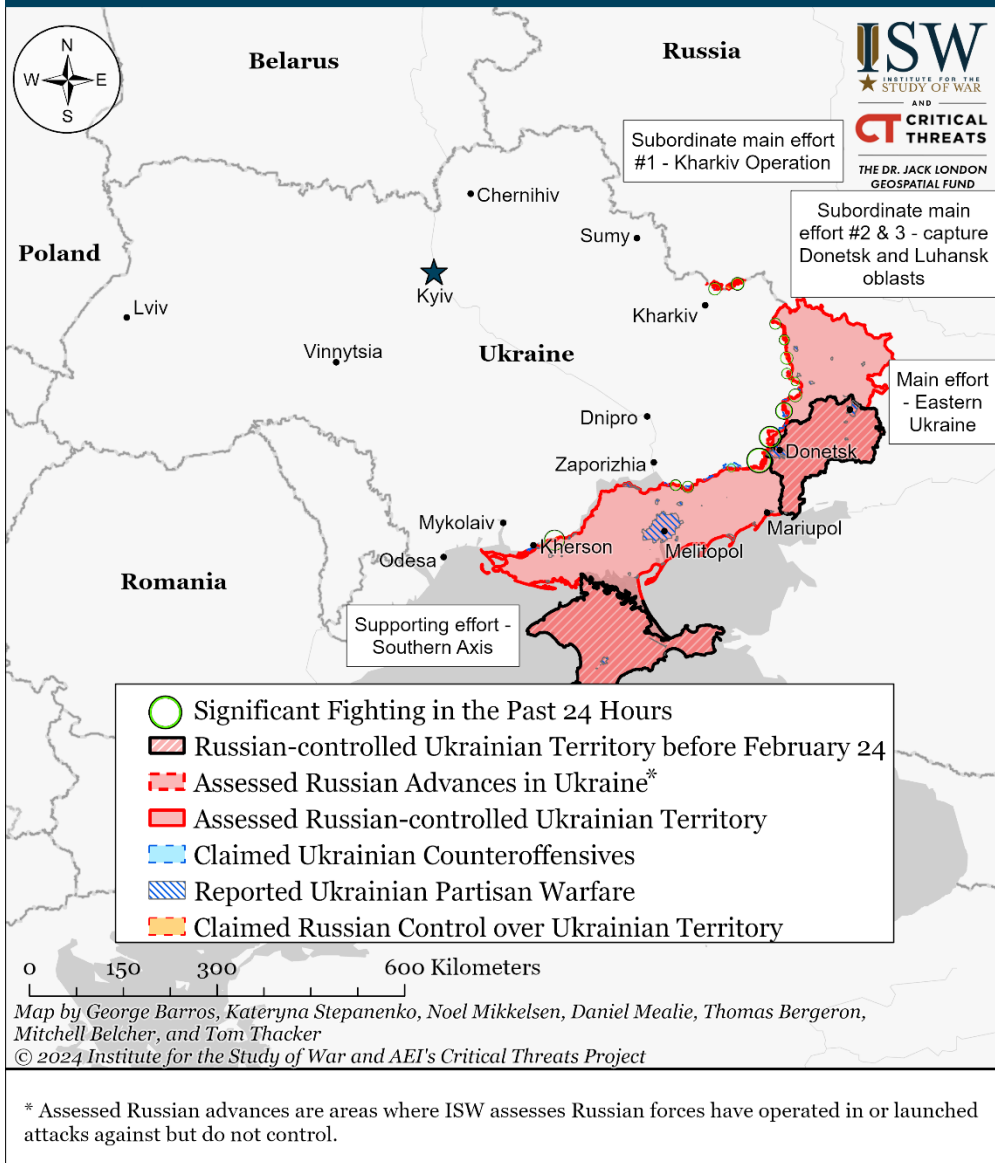 N
W
E
S
Belarus
Russia
ISW
INSTITUTE FOR THE
STUDY OF WAR
AND
CT CRITICAL
THREATS
THE DR. JACK LONDON
GEOSPATIAL FUND
Subordinate main effort
#1 - Kharkiv Operation
Subordinate main
effort #2 & 3 - capture
Donetsk and Luhansk
oblasts
Chernihiv
Sumy
Poland
Kyiv
Lviv
Kharkiv
Vinnytsia
Ukraine
Main effort
- Eastern
Ukraine
Dnipro
Donetsk
Zaporizhia
Mykolaiv
Mariupol
Kherson
Melitopol
Odesa
Romania
Supporting effort -
Southern Axis
Significant Fighting in the Past 24 Hours
Russian-controlled Ukrainian Territory before February 24
Assessed Russian Advances in Ukraine*
Assessed Russian-controlled Ukrainian Territory
Claimed Ukrainian Counteroffensives
Reported Ukrainian Partisan Warfare
Claimed Russian Control over Ukrainian Territory
0 150 300 600 Kilometers
Map by George Barros, Kateryna Stepanenko, Noel Mikkelsen, Daniel Mealie, Thomas Bergeron,
Mitchell Belcher, and Tom Thacker
© 2024 Institute for the Study of War and AEI's Critical Threats Project
* Assessed Russian advances are areas where ISW assesses Russian forces have operated in or launched
attacks against but do not control.